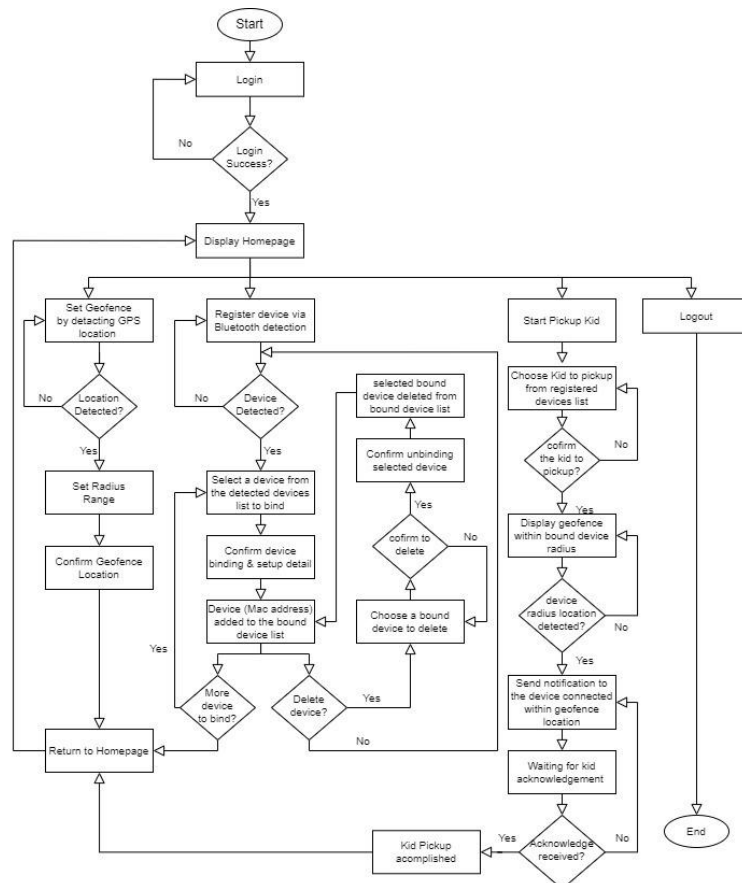 Start
Login
No
Login
Success?
Yes
Display Homepage
Set Geofence
by detacting GPS
location
Register device via
Bluetooth detection
Start Pickup Kid
Logout
No
Location
Detected?
Yes
No
Device
Detected?
Yes
selected bound
device deleted from
bound device list
Choose Kid to pickup
from registered
devices list
Confirm unbinding
selected device
cofirm
the kid to
pickup?
No
Yes
Set Radius
Range
Select a device from
the detected devices
list to bind
Yes
cofirm to
delete
No
Display geofence
within bound device
radius
Confirm Geofence
Location
Confirm device
binding & setup detail
Device (Mac address)
added to the bound
device list
Choose a bound
device to delete
device
radius location
detected?
No
Yes
Yes
More
device
to bind?
Delete
device?
Yes
No
Send notification to
the device connected
within geofence
location
Return to Homepage
Waiting for kid
acknowledgement
Kid Pickup
acomplished
Yes
Acknowledge
received?
No
End